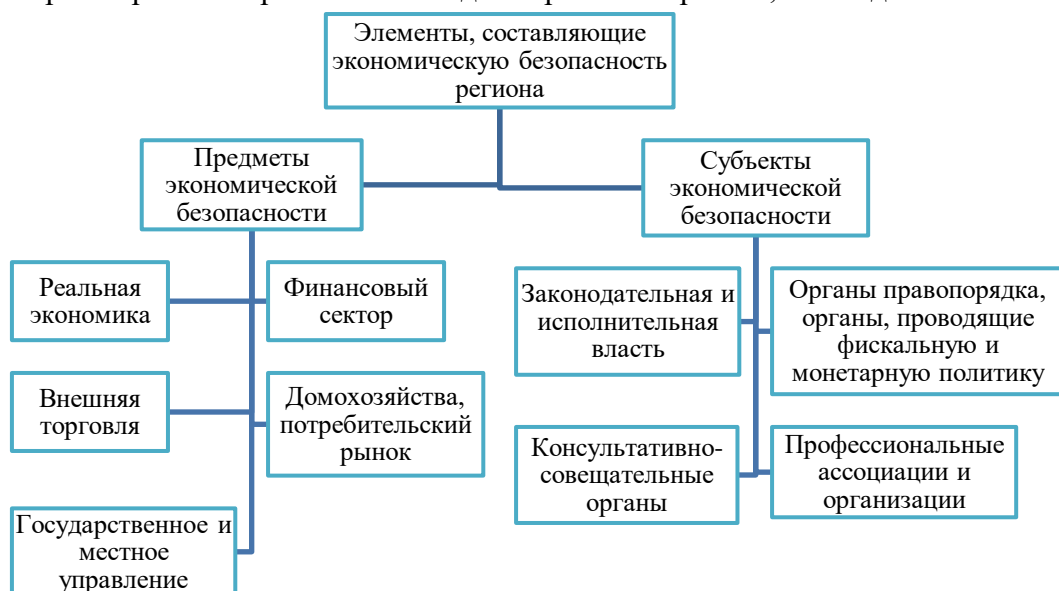 Элементы, составляющие
экономическую безопасность
региона
Предметы
экономической
безопасности
Субъекты
экономической
безопасности
Реальная
экономика
Финансовый
сектор
Внешняя
торговля
Домохозяйства,
потребительский
рынок
Государственное и
местное
управление
Законодательная и
исполнительная
власть
Органы правопорядка,
органы, проводящие
фискальную и
монетарную политику
Консультативно-
совещательные
органы
Профессиональные
ассоциации и
организации